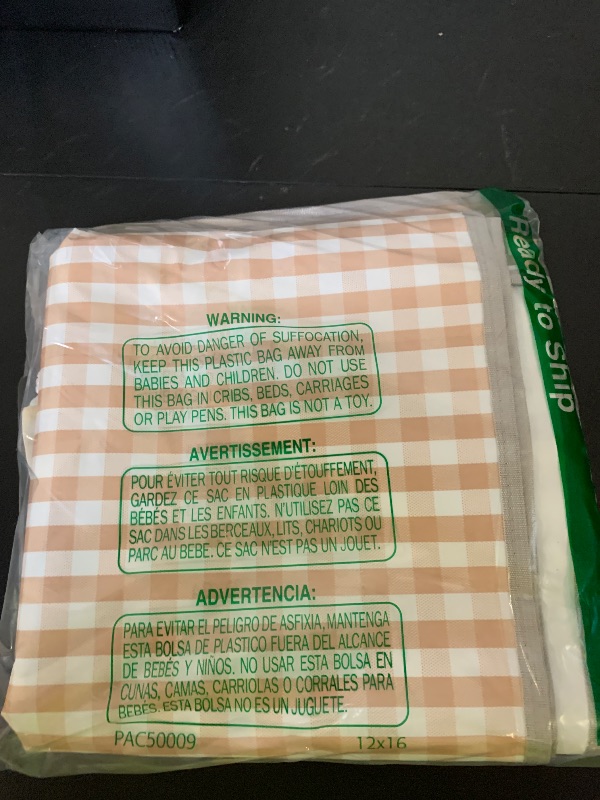 WARNING:
TO AVOID DANGER OF SUFFOCATION,
KEEP THIS PLASTIC BAG AWAY FROM
BABIES AND CHILDREN. DO NOT USE
THIS BAG IN CRIBS, BEDS, CARRIAGES
OR PLAY PENS. THIS BAG IS NOT A TOY.
AVERTISSEMENT:
POUR ÉVITER TOUT RISQUE D'ÉTOUFFEMENT,
GARDEZ CE SAC EN PLASTIQUE LOIN DES
BÉBÉS ET LES ENFANTS. N'UTILISEZ PAS CE
SAC DANS LES BERCEAUX, LITS, CHARIOTS OU
PARC AU BEBE. CE SAC N'EST PAS UN JOUET.
ADVERTENCIA:
PARA EVITAR EL PELIGRO DE ASFIXIA, MANTENGA
ESTA BOLSA DE PLASTICO FUERA DEL ALCANCE
DE BEBÉS Y NIÑOS. NO USAR ESTA BOLSA EN
CUNAS, CAMAS, CARRIOLAS O CORRALES PARA
BEBÉS. ESTA BOLSA NO ES UN JUGUETE.
PAC50009 12x16
Ready to Ship